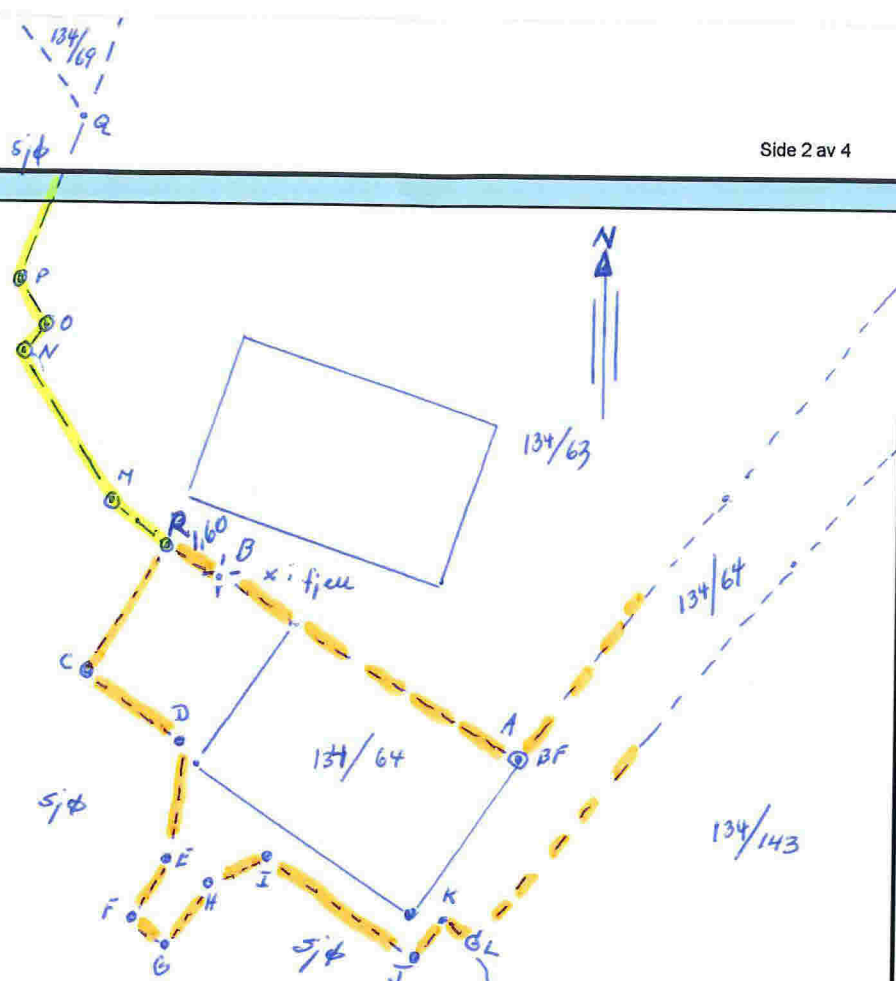 134/69
Q
sjø
Side 2 av 4
N
P
O
N
134/63
M
R
1,60
B
x i fjell
134/64
C
D
A
BF
134/64
sjø
134/143
E
I
H
K
F
L
G
sjø
J